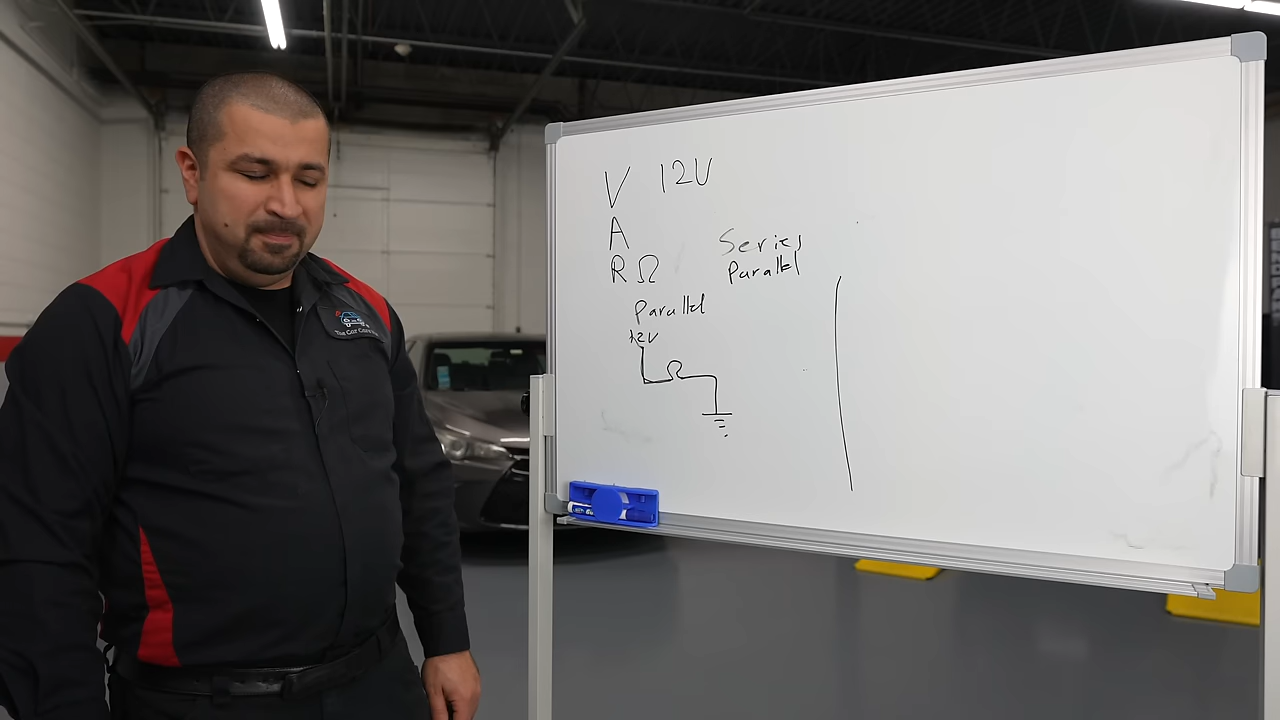 V 12V
A
R Ω
Series
Parallel
Parallel
12V
Ω